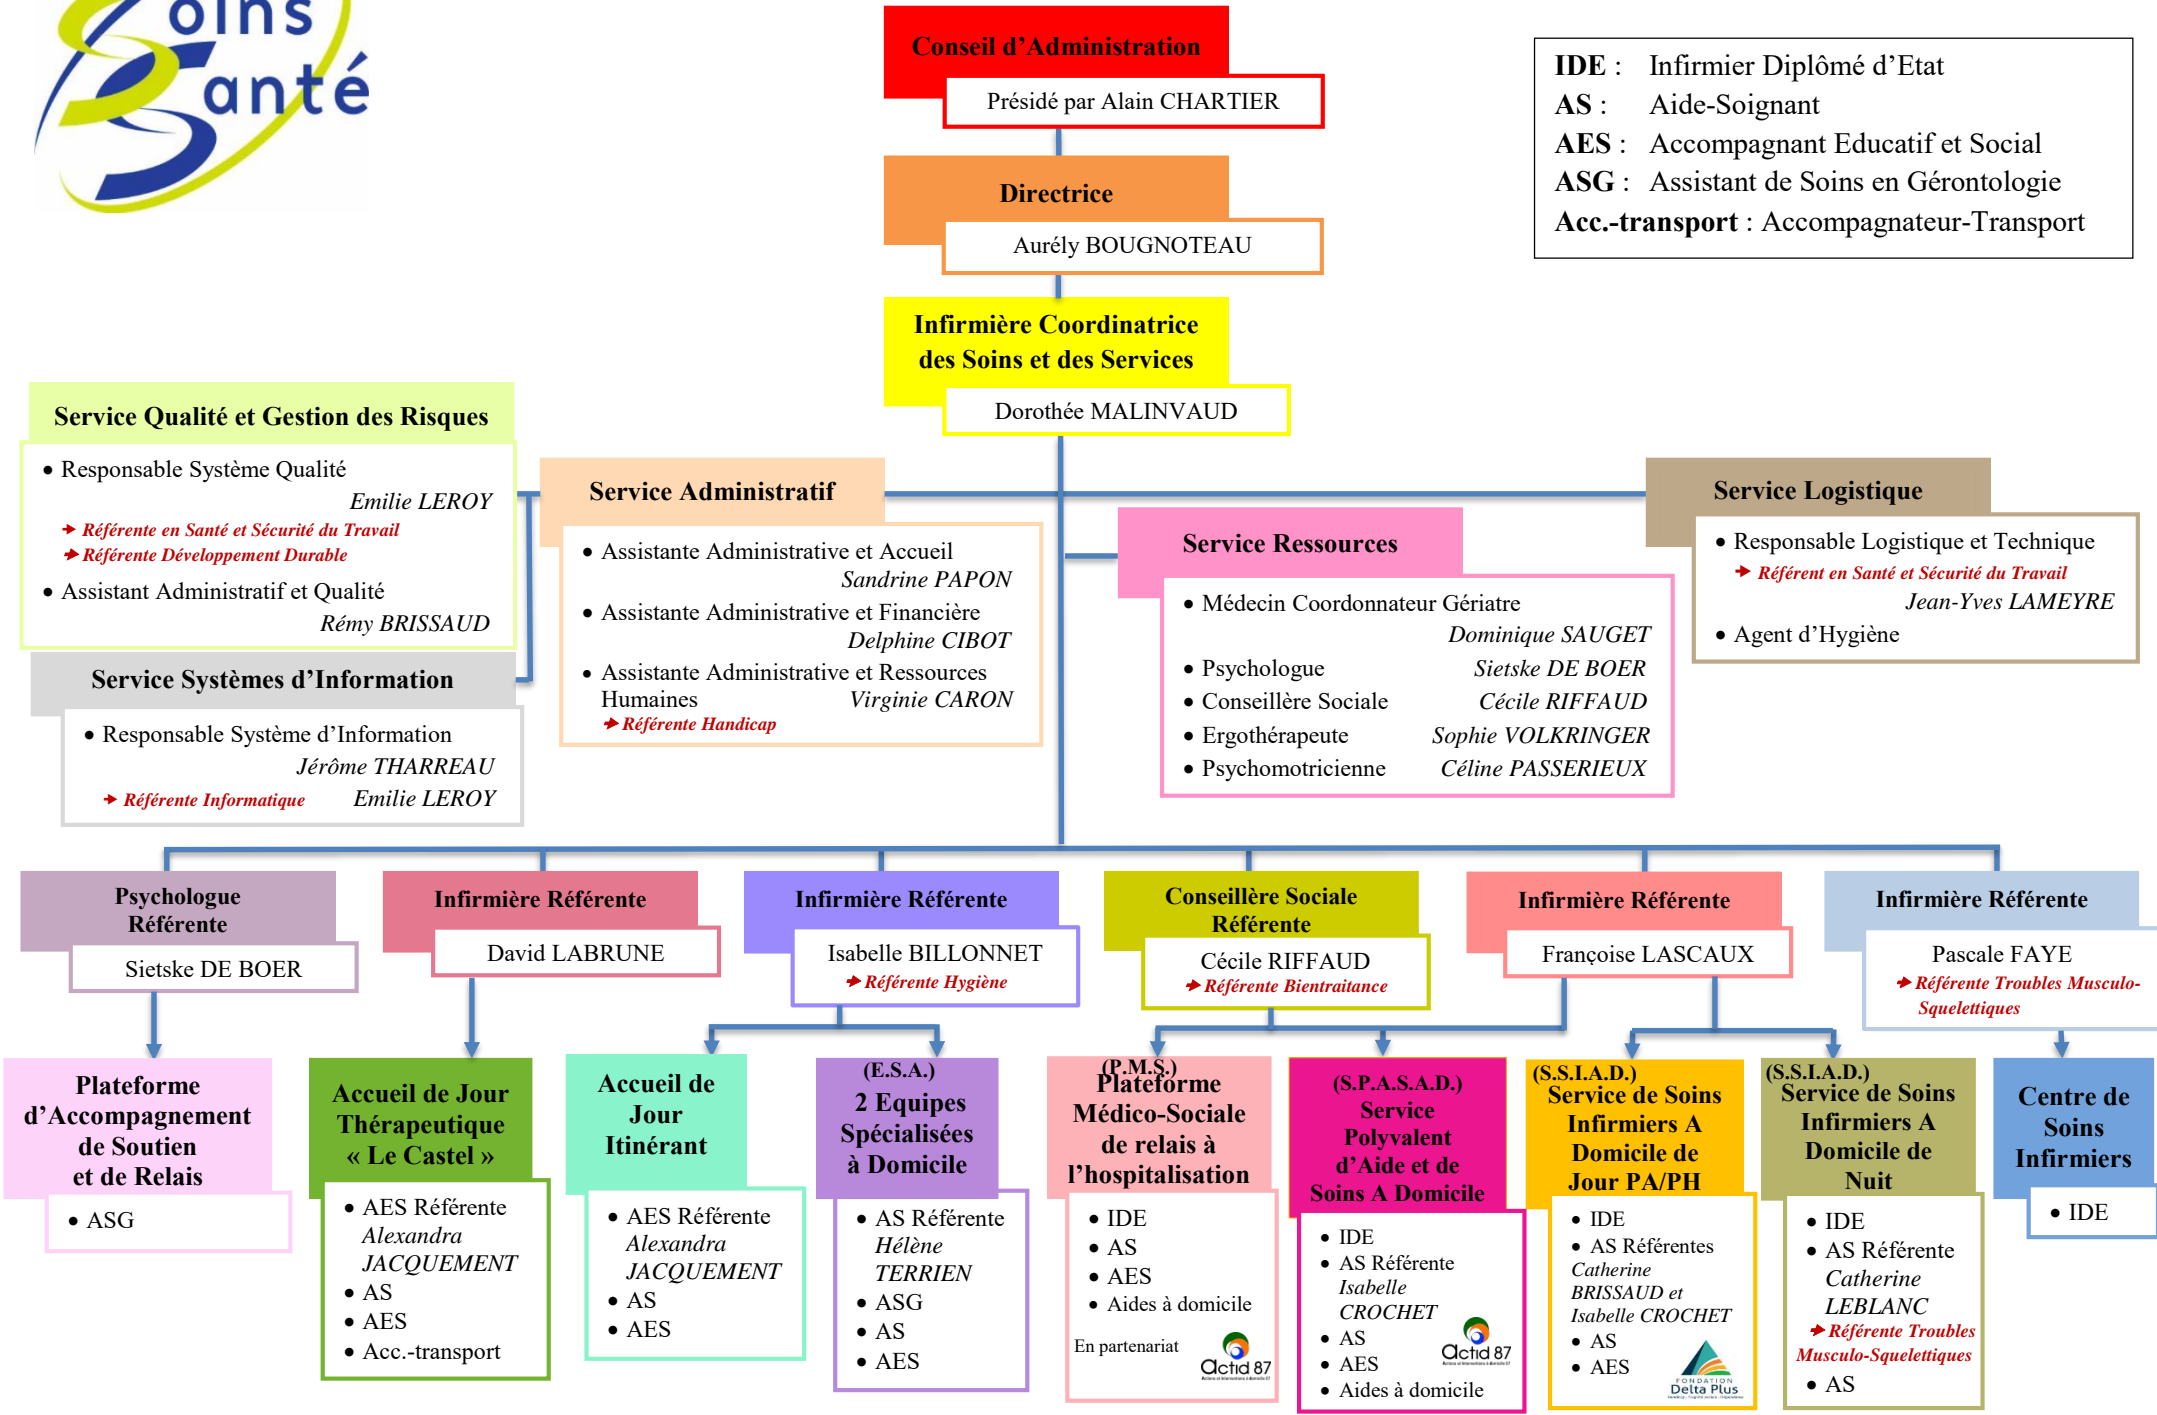 oins
anté
Conseil d'Administration
Présidé par Alain CHARTIER
Directrice
Aurély BOUGNOTEAU
Infirmière Coordinatrice
des Soins et des Services
Dorothée MALINVAUD
IDE : Infirmier Diplômé d'Etat
AS : Aide-Soignant
AES : Accompagnant Educatif et Social
ASG : Assistant de Soins en Gérontologie
Acc.-transport : Accompagnateur-Transport
Service Qualité et Gestion des Risques
• Responsable Système Qualité
Emilie LEROY
Référente en Santé et Sécurité du Travail
Référente Développement Durable
• Assistant Administratif et Qualité
Rémy BRISSAUD
Service Systèmes d'Information
• Responsable Système d'Information
Jérôme THARREAU
Référente Informatique Emilie LEROY
Service Administratif
• Assistante Administrative et Accueil
Sandrine PAPON
• Assistante Administrative et Financière
Delphine CIBOT
• Assistante Administrative et Ressources
Humaines Virginie CARON
Référente Handicap
Service Ressources
• Médecin Coordonnateur Gériatre
Dominique SAUGET
• Psychologue Sietske DE BOER
• Conseillère Sociale Cécile RIFFAUD
• Ergothérapeute Sophie VOLKRINGER
• Psychomotricienne Céline PASSERIEUX
Service Logistique
• Responsable Logistique et Technique
Référent en Santé et Sécurité du Travail
Jean-Yves LAMEYRE
• Agent d'Hygiène
Psychologue
Référente
Sietske DE BOER
Infirmière Référente
David LABRUNE
Infirmière Référente
Isabelle BILLONNET
Référente Hygiène
Conseillère Sociale
Référente
Cécile RIFFAUD
Référente Bientraitance
Infirmière Référente
Françoise LASCAUX
Infirmière Référente
Pascale FAYE
Référente Troubles Musculo-
Squelettiques
Plateforme
d'Accompagnement
de Soutien
et de Relais
• ASG
Accueil de Jour
Thérapeutique
« Le Castel »
• AES Référente
Alexandra
JACQUEMENT
• AS
• AES
• Acc.-transport
Accueil de
Jour
Itinérant
• AES Référente
Alexandra
JACQUEMENT
• AS
• AES
(E.S.A.)
2 Equipes
Spécialisées
à Domicile
• AS Référente
Hélène
TERRIEN
• ASG
• AS
• AES
(P.M.S.)
Plateforme
Médico-Sociale
de relais à
l'hospitalisation
• IDE
• AS
• AES
• Aides à domicile
En partenariat
actid 87
Actions et Interventions à domicile 87
(S.P.A.S.A.D.)
Service
Polyvalent
d'Aide et de
Soins A Domicile
• IDE
• AS Référente
Isabelle
CROCHET
• AS
• AES
• Aides à domicile
actid 87
Actions et Interventions à domicile 87
(S.S.I.A.D.)
Service de Soins
Infirmiers A
Domicile de
Jour PA/PH
• IDE
• AS Référentes
Catherine
BRISSAUD et
Isabelle CROCHET
• AS
• AES
FONDATION
Delta Plus
(S.S.I.A.D.)
Service de Soins
Infirmiers A
Domicile de
Nuit
• IDE
• AS Référente
Catherine
LEBLANC
Référente Troubles
Musculo-Squelettiques
• AS
Centre de
Soins
Infirmiers
• IDE